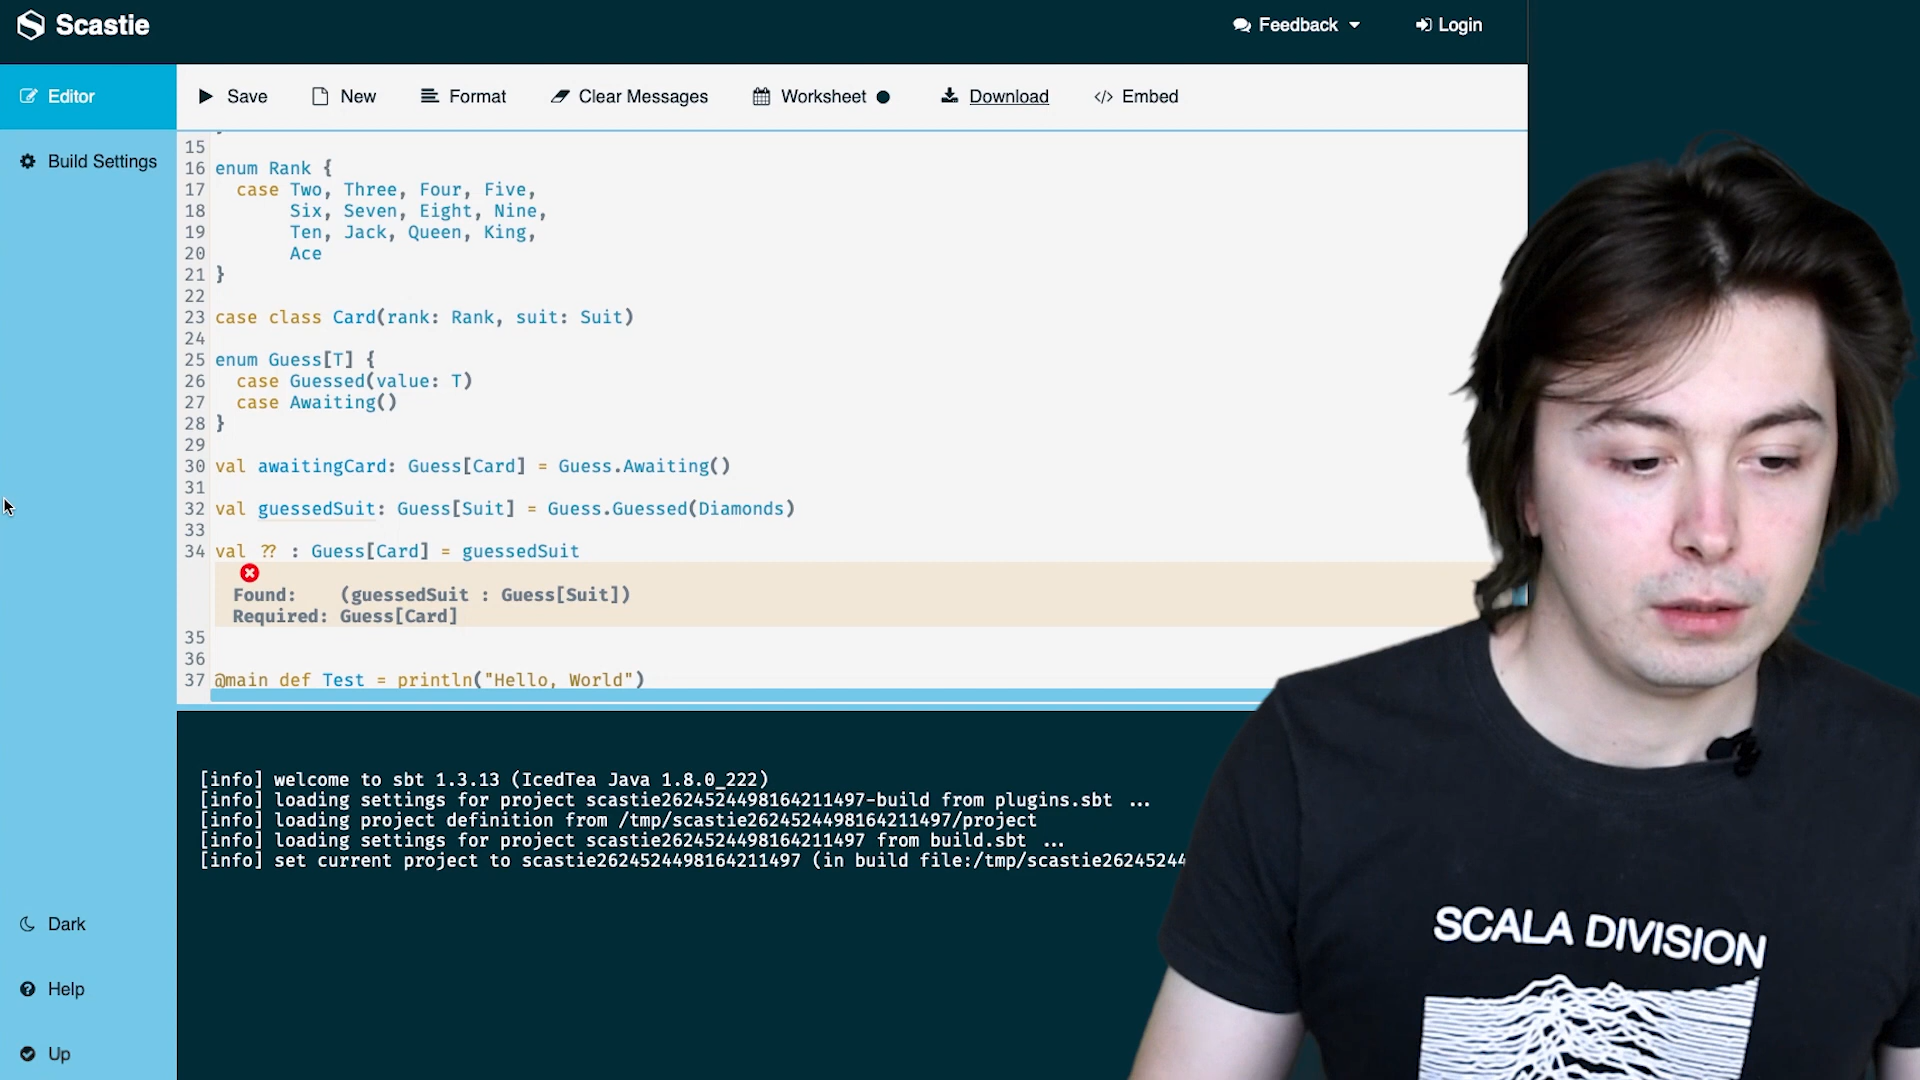 Scastie
Feedback
Login
Editor
Save
New
Format
Clear Messages
Worksheet
Download
Embed
Build Settings
15
16 enum Rank {
17 case Two, Three, Four, Five,
18 Six, Seven, Eight, Nine,
19 Ten, Jack, Queen, King,
20 Ace
21 }
22
23 case class Card(rank: Rank, suit: Suit)
24
25 enum Guess[T] {
26 case Guessed(value: T)
27 case Awaiting()
28 }
29
30 val awaitingCard: Guess[Card] = Guess.Awaiting()
31
32 val guessedSuit: Guess[Suit] = Guess.Guessed(Diamonds)
33
34 val ?? : Guess[Card] = guessedSuit
Found: (guessedSuit : Guess[Suit])
Required: Guess[Card]
35
36
37 @main def Test = println("Hello, World")
[info] welcome to sbt 1.3.13 (IcedTea Java 1.8.0_222)
[info] loading settings for project scastie2624524498164211497-build from plugins.sbt ...
[info] loading project definition from /tmp/scastie2624524498164211497/project
[info] loading settings for project scastie2624524498164211497 from build.sbt ...
[info] set current project to scastie2624524498164211497 (in build file:/tmp/scastie26245244
Dark
Help
Up
SCALA DIVISION